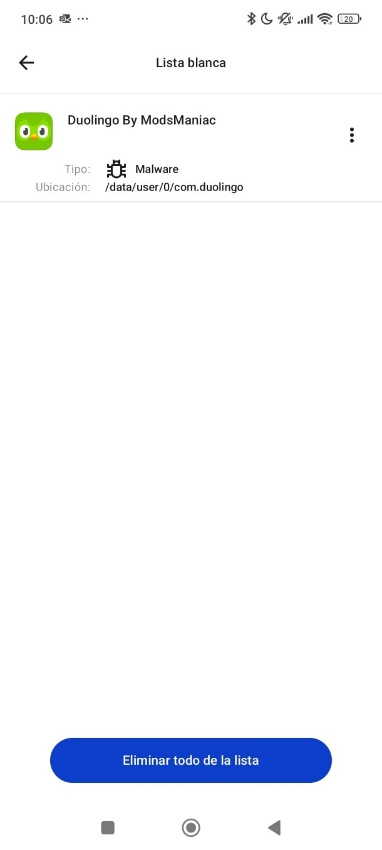 10:06
20
Lista blanca
Duolingo By ModsManiac
Tipo: Malware
Ubicación: /data/user/0/com.duolingo
Eliminar todo de la lista